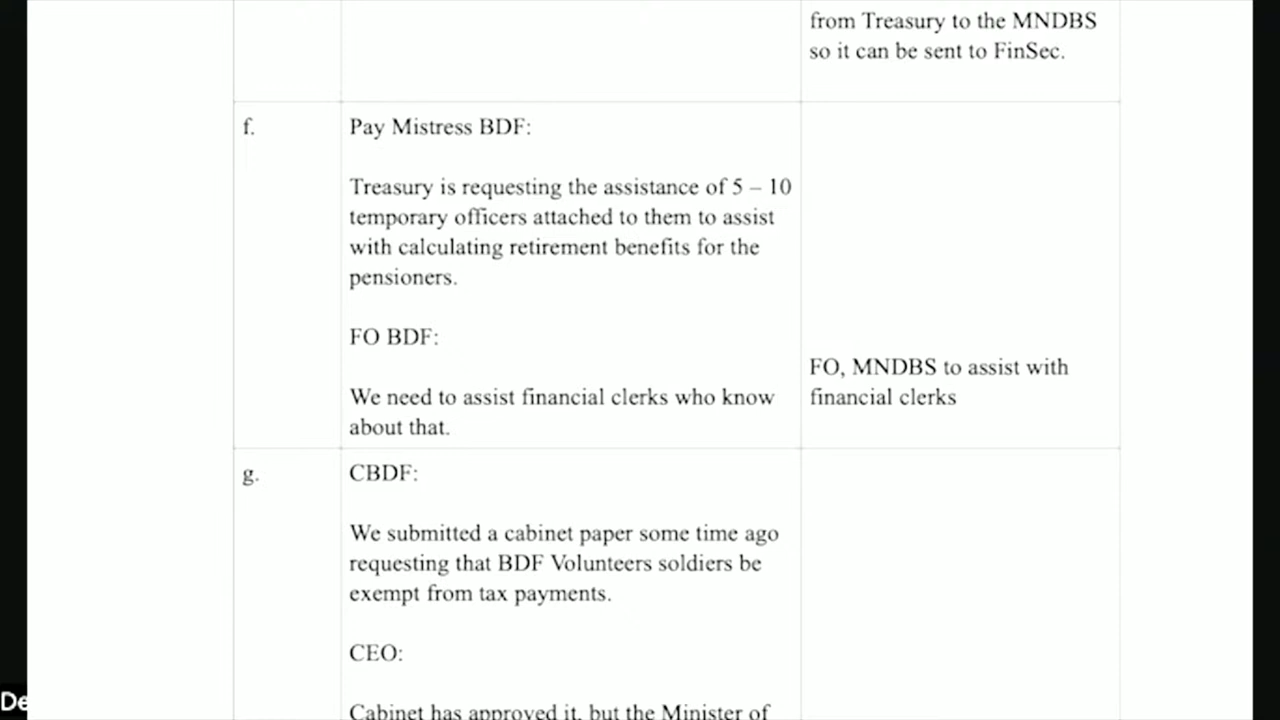 from Treasury to the MNDBS
so it can be sent to FinSec.
f.
Pay Mistress BDF:
Treasury is requesting the assistance of 5 – 10
temporary officers attached to them to assist
with calculating retirement benefits for the
pensioners.
FO BDF:
We need to assist financial clerks who know
about that.
FO, MNDBS to assist with
financial clerks
g.
CBDF:
We submitted a cabinet paper some time ago
requesting that BDF Volunteers soldiers be
exempt from tax payments.
CEO:
Cabinet has approved it, but the Minister of
De